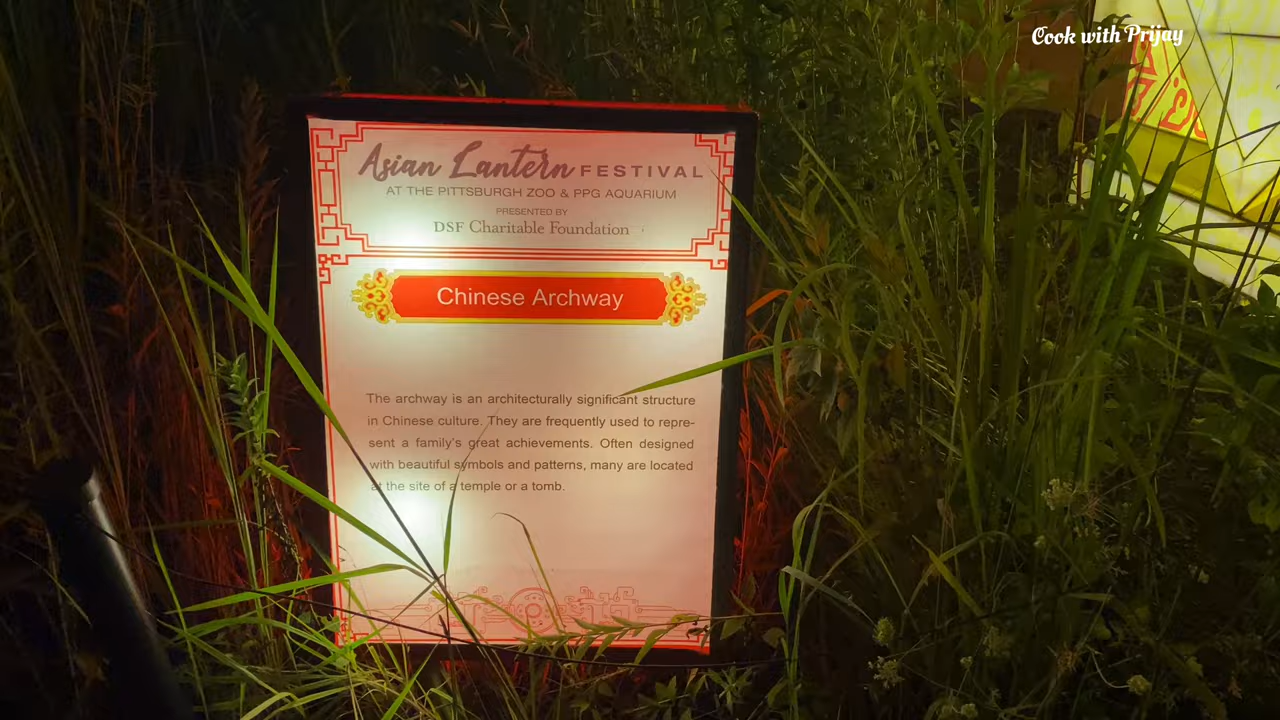 Cook with Prijay
Asian Lantern FESTIVAL
AT THE PITTSBURGH ZOO & PPG AQUARIUM
PRESENTED BY
DSF Charitable Foundation
Chinese Archway
The archway is an architecturally significant structure
in Chinese culture. They are frequently used to repre-
sent a family's great achievements. Often designed
with beautiful symbols and patterns, many are located
at the site of a temple or a tomb.